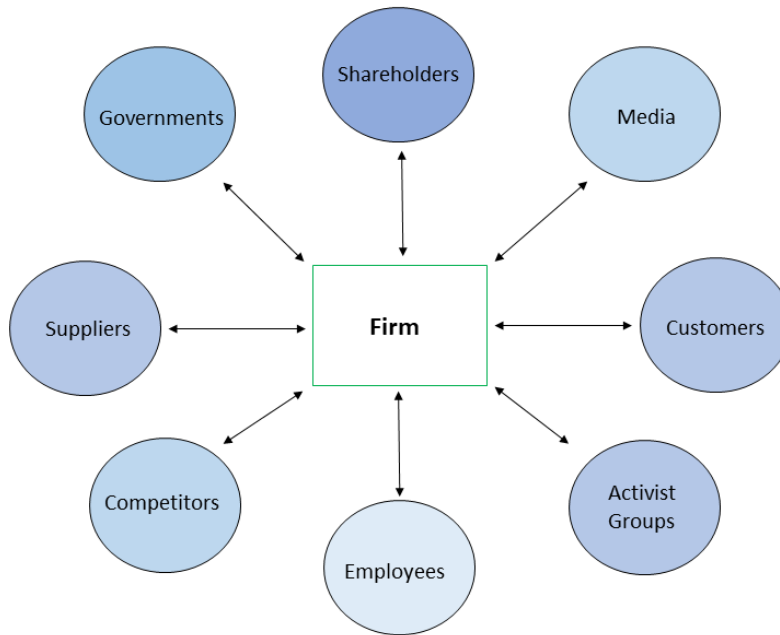 Shareholders
Governments
Media
Suppliers
Firm
Customers
Competitors
Activist
Groups
Employees